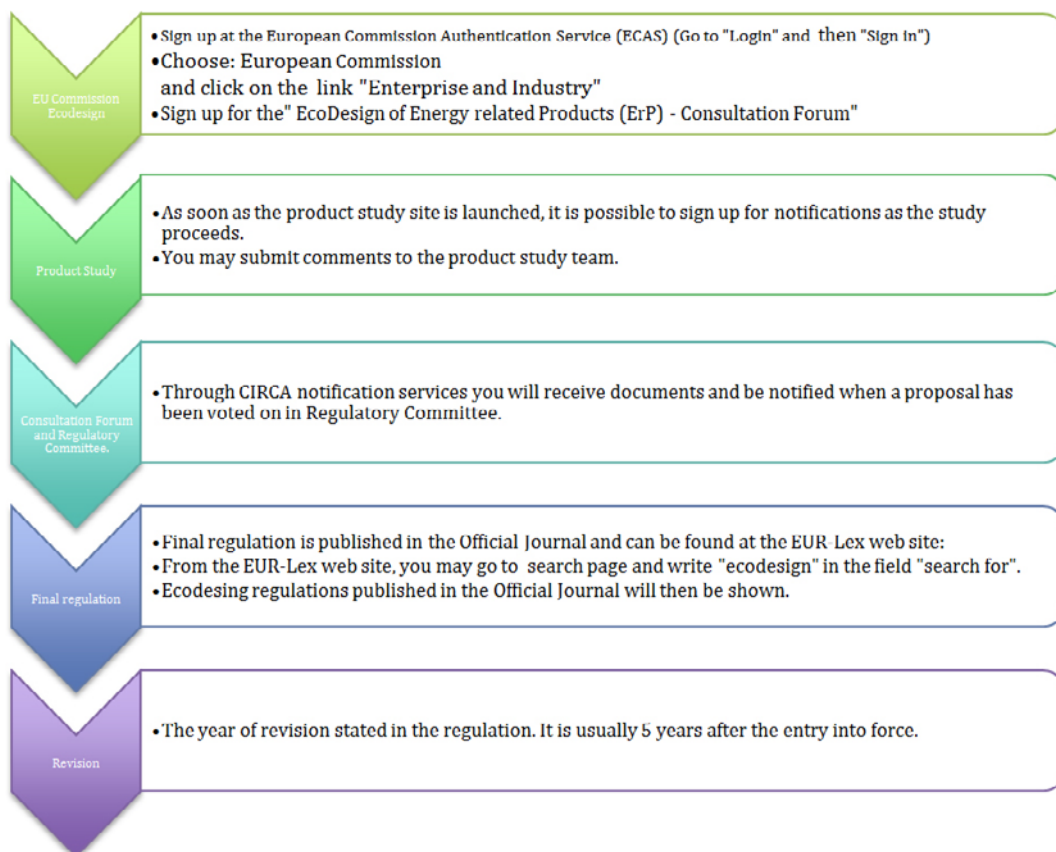 EU Commission
Ecodesign
•Sign up at the European Commission Authentication Service (ECAS) (Go to "Login" and then "Sign in")
•Choose: European Commission
and click on the link "Enterprise and Industry"
•Sign up for the" EcoDesign of Energy related Products (ErP) - Consultation Forum"
Product Study
•As soon as the product study site is launched, it is possible to sign up for notifications as the study
proceeds.
•You may submit comments to the product study team.
Consultation Forum
and Regulatory
Committee.
•Through CIRCA notification services you will receive documents and be notified when a proposal has
been voted on in Regulatory Committee.
Final regulation
•Final regulation is published in the Official Journal and can be found at the EUR-Lex web site:
•From the EUR-Lex web site, you may go to search page and write "ecodesign" in the field "search for".
•Ecodesing regulations published in the Official Journal will then be shown.
Revision
•The year of revision stated in the regulation. It is usually 5 years after the entry into force.